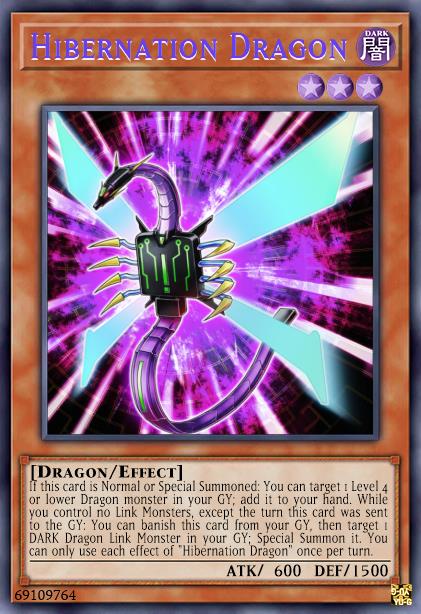 Hibernation Dragon
DARK
闇
[Dragon/Effect]
If this card is Normal or Special Summoned: You can target 1 Level 4
or lower Dragon monster in your GY; add it to your hand. While
you control no Link Monsters, except the turn this card was sent
to the GY: You can banish this card from your GY, then target 1
DARK Dragon Link Monster in your GY; Special Summon it. You
can only use each effect of "Hibernation Dragon" once per turn.
ATK/ 600 DEF/1500
69109764